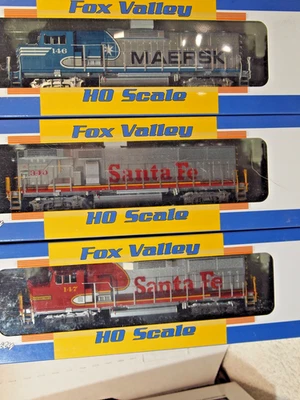 Fox Valley
146 MAERSK
HO Scale
Fox Valley
Santa Fe
HO Scale
Fox Valley
147 Santa Fe
HO Scale